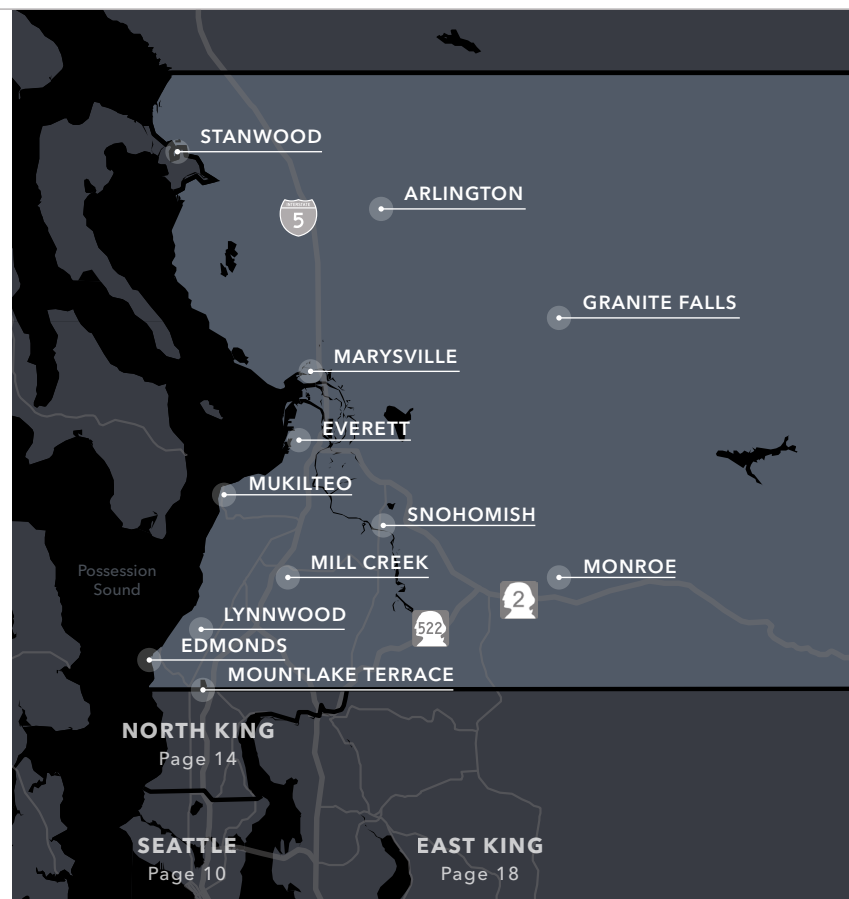 STANWOOD
ARLINGTON
INTERSTATE
5
GRANITE FALLS
MARYSVILLE
EVERETT
MUKILTEO
SNOHOMISH
MILL CREEK
MONROE
Possession
Sound
2
LYNNWOOD
522
EDMONDS
MOUNTLAKE TERRACE
NORTH KING
Page 14
SEATTLE
Page 10
EAST KING
Page 18